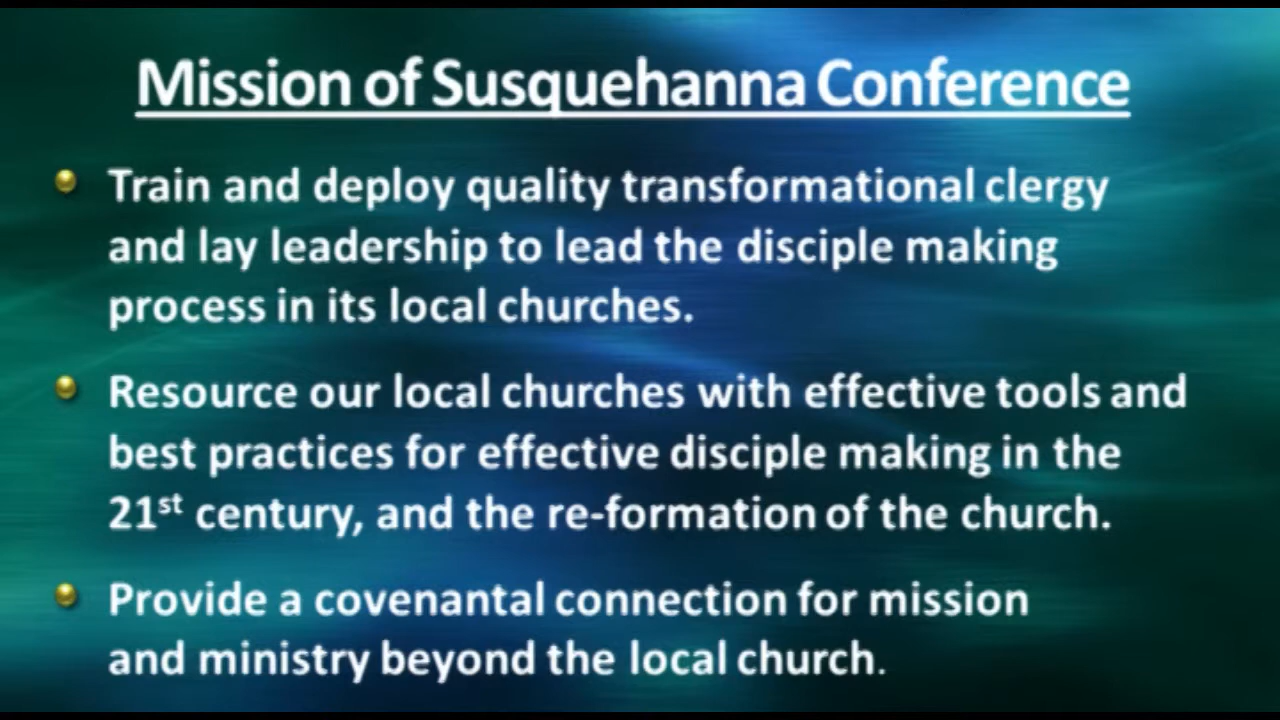 Mission of Susquehanna Conference
Train and deploy quality transformational clergy
and lay leadership to lead the disciple making
process in its local churches.
Resource our local churches with effective tools and
best practices for effective disciple making in the
21st century, and the re-formation of the church.
Provide a covenantal connection for mission
and ministry beyond the local church.